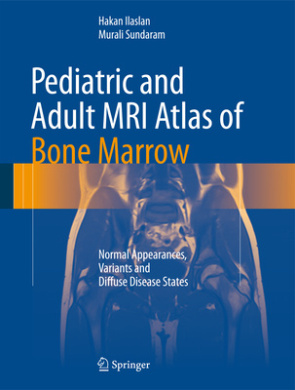 Hakan Ilaslan
Murali Sundaram
Pediatric and
Adult MRI Atlas of
Bone Marrow
Normal Appearances,
Variants and
Diffuse Disease States
Springer